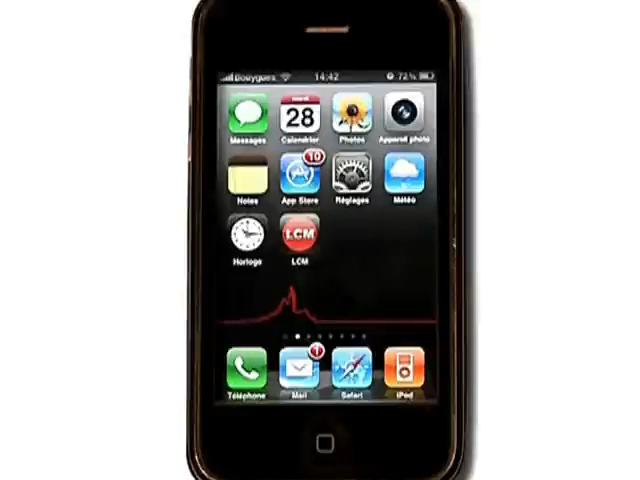 Bouygues 14:42 72%
28
Messages Calendrier Photos Appareil photo
10
Notes App Store Réglages Météo
LCM
Horloge LCM
1
Téléphone Mail Safari iPod